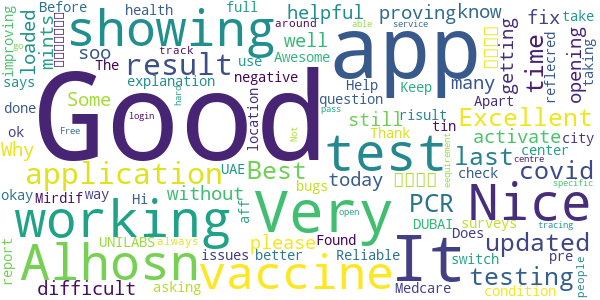 Before health full around know fix take
improving loaded mints soo showing helpful proving app getting time reflecred opening taking
The use Awesome well many
track negative Help Keep able service
says result explanation question Apart
done Some Good location risult Excellent
ok hard still Thank tin activate city
Why login test last center
application UAE Best today covid
okay Mirdif way without bugs check centre
Hi Free aff Not pass PCR eequirement specific
working Very Nice
report UNILABS always please Found DUBAI surveys Does updated
Alhosn issues better Reliable It switch pre tracing people
difficult asking vaccine open Medcare testing condition
go